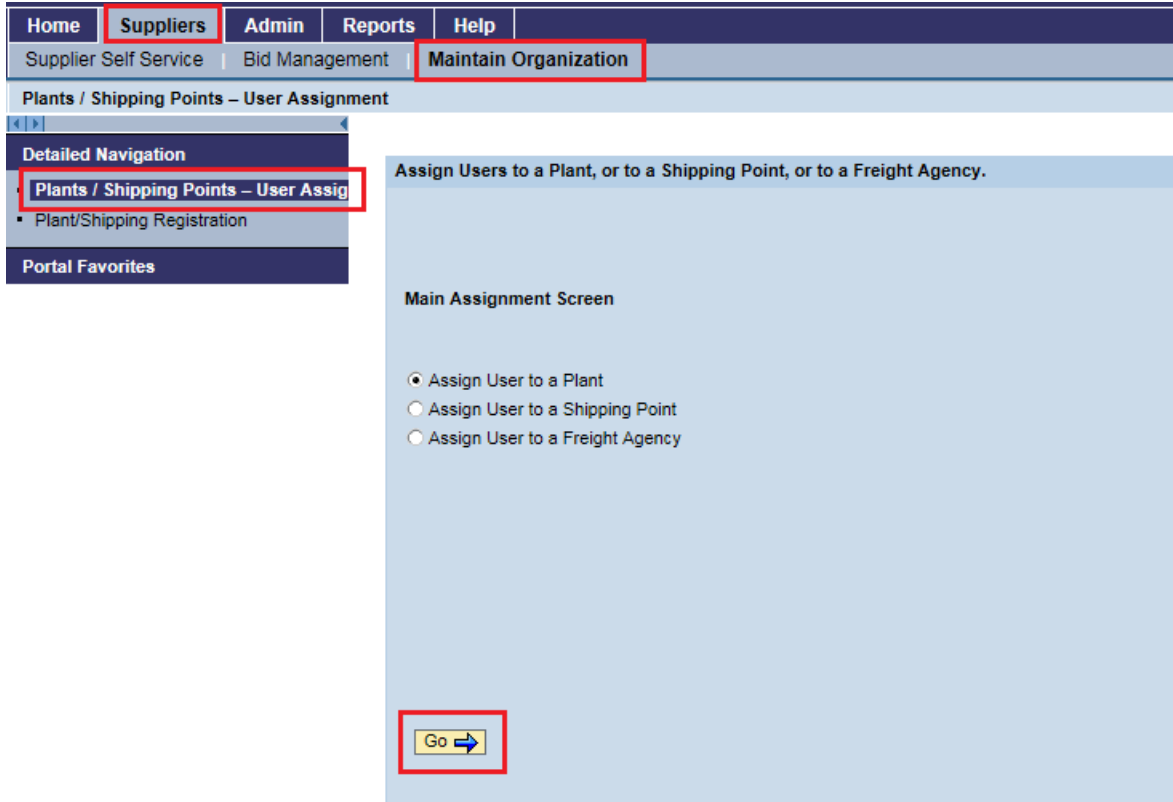 Home Suppliers Admin Reports Help
Supplier Self Service | Bid Management | Maintain Organization
Plants / Shipping Points – User Assignment
Detailed Navigation
Plants / Shipping Points – User Assig
Plant/Shipping Registration
Portal Favorites
Assign Users to a Plant, or to a Shipping Point, or to a Freight Agency.
Main Assignment Screen
Assign User to a Plant
Assign User to a Shipping Point
Assign User to a Freight Agency
Go